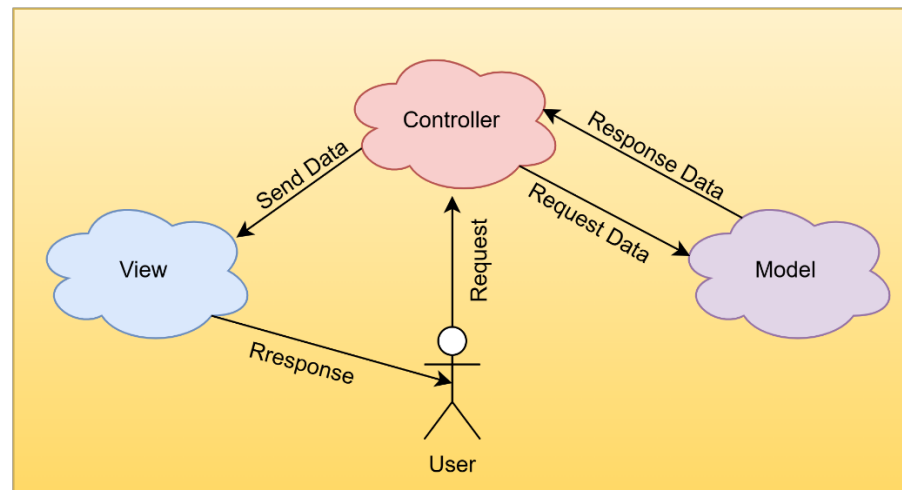 Controller
Send Data
Response Data
Request Data
Request
View
Model
Rresponse
User